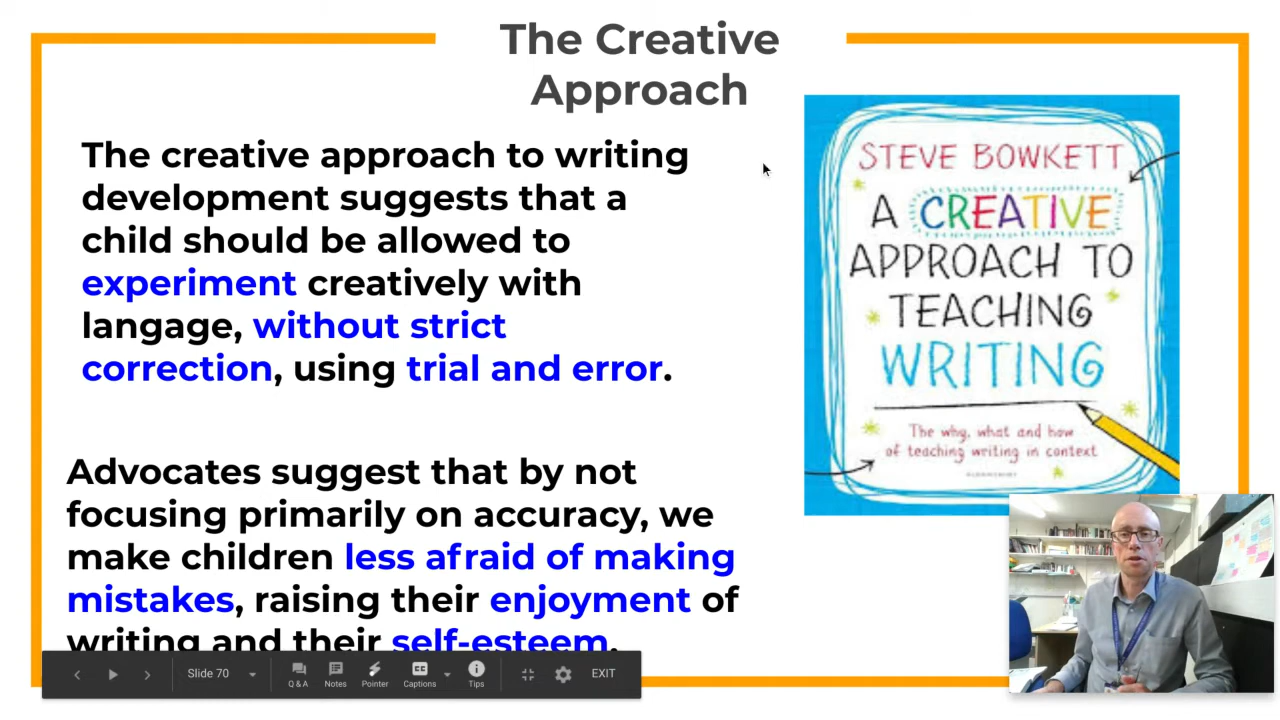 The Creative
Approach
The creative approach to writing
development suggests that a
child should be allowed to
experiment creatively with
langage, without strict
correction, using trial and error.
Advocates suggest that by not
focusing primarily on accuracy, we
make children less afraid of making
mistakes, raising their enjoyment of
writing and their self-esteem.
STEVE BOWKETT
A CREATIVE
APPROACH TO
TEACHING
WRITING
The why, what and how
of teaching writing in context
Slide 70
Q & A
Notes
Pointer
Captions
Tips
EXIT